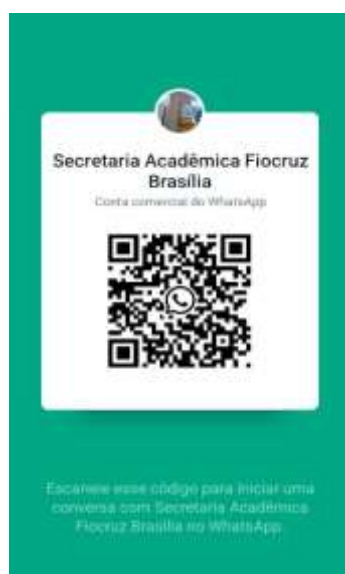 Secretaria Acadêmica Fiocruz
Brasília
Conta comercial do WhatsApp
Escaneie esse código para iniciar uma
conversa com Secretaria Acadêmica
Fiocruz Brasília no WhatsApp.